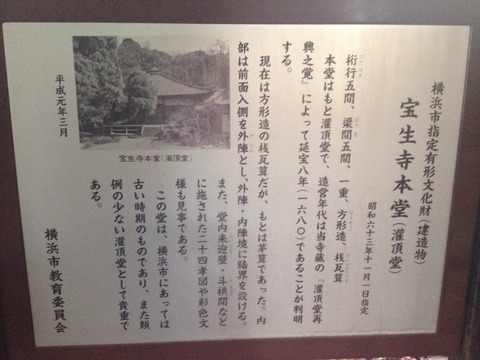 横浜市指定有形文化財(建造物)
宝生寺本堂(灌頂堂)
昭和六十三年十一月一日指定
桁行五間、梁間五間、一重、方形造、桟瓦葺
本堂はもと灌頂堂で、造営年代は当寺蔵の『灌頂堂再
興之覚』によって延宝八年(一六八〇)であることが判明
する。
現在は方形造の桟瓦葺だが、もとは茅葺であった。内
部は前面入側を外陣とし、外陣・内陣境に結界を設ける。
また、堂内来迎壁・斗栱間など
に施された二十四孝図や彩色文
様も見事である。
この堂は、横浜市にあっては
古い時期のものであり、また類
例の少ない灌頂堂として貴重で
ある。
宝生寺本堂(灌頂堂)
平成元年三月
横浜市教育委員会